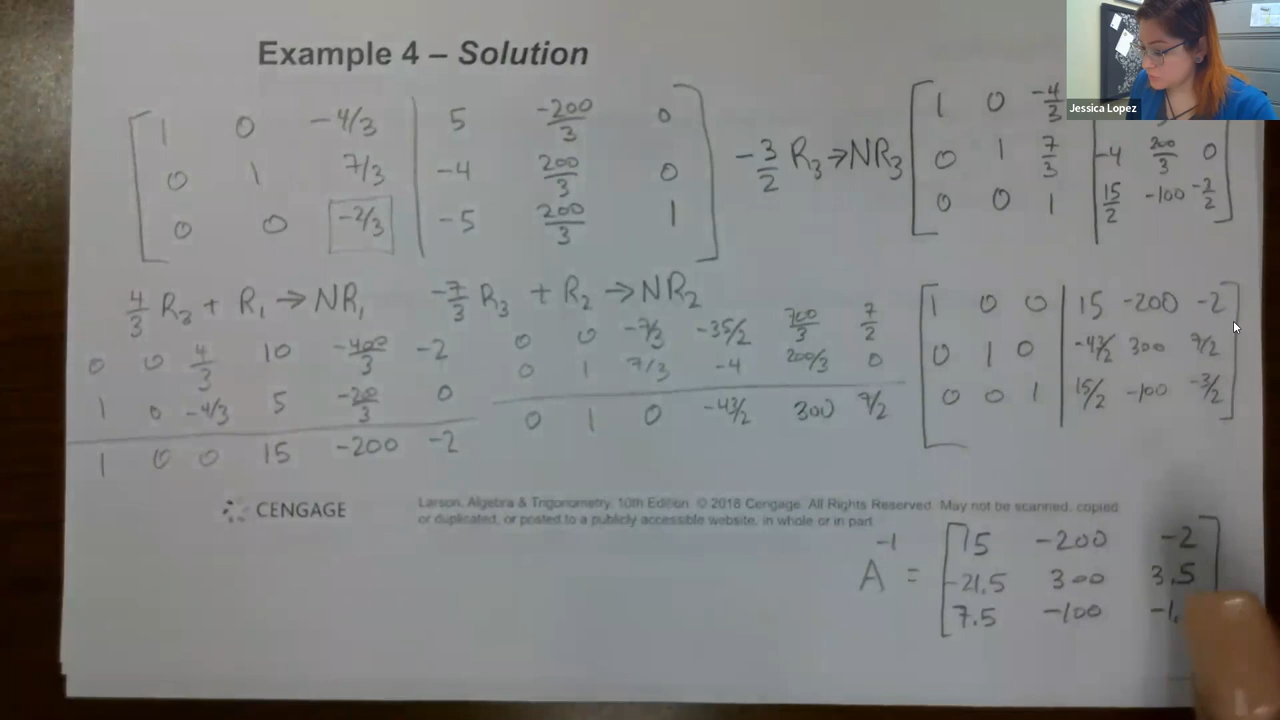 Example 4 – Solution
Jessica Lopez
1 0 -4/3 | 5 -200/3 0
0 1 7/3 | -4 200/3 0
0 0 -2/3 | -5 200/3 1
-3/2 R3 → NR3
1 0 -4/3
0 1 7/3 | -4 200/3 0
0 0 1 | 15/2 -100 -2/2
4/3 R3 + R1 → NR1
0 0 4/3 10 -400/3 -2
1 0 -4/3 5 -20/3 0
1 0 0 15 -200 -2
-7/3 R3 + R2 → NR2
0 0 -7/3 -35/2 700/3 7/2
0 1 7/3 -4 200/3 0
0 1 0 -43/2 300 7/2
1 0 0 | 15 -200 -2
0 1 0 | -43/2 300 7/2
0 0 1 | 15/2 -100 -3/2
CENGAGE
Larson, Algebra & Trigonometry, 10th Edition. © 2018 Cengage. All Rights Reserved. May not be scanned, copied
or duplicated, or posted to a publicly accessible website, in whole or in part.
A⁻¹ =
15 -200 -2
-21.5 300 3.5
7.5 -100 -1.